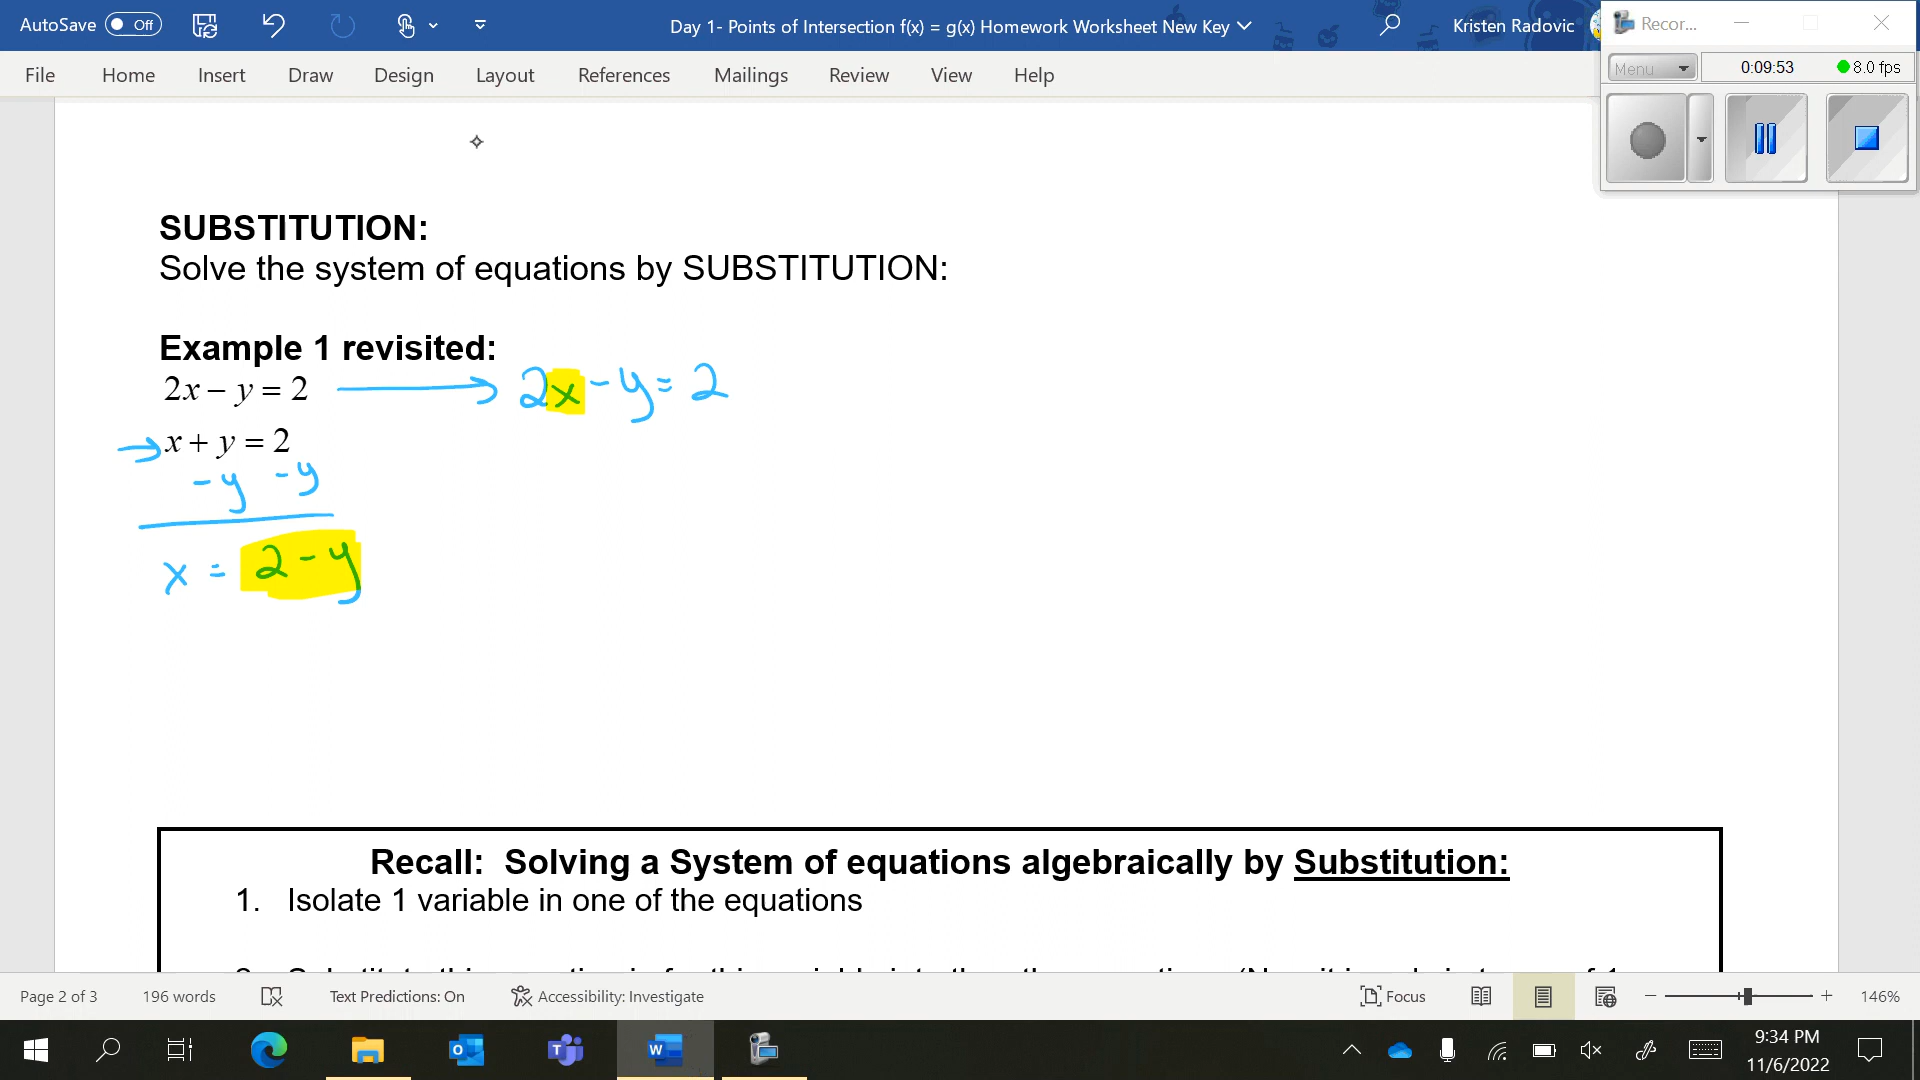 AutoSave Off Day 1- Points of Intersection f(x) = g(x) Homework Worksheet New Key Kristen Radovic Recor...
File Home Insert Draw Design Layout References Mailings Review View Help
Menu 0:09:53 8.0 fps
SUBSTITUTION:
Solve the system of equations by SUBSTITUTION:
Example 1 revisited:
2x − y = 2 → 2x - y = 2
→ x + y = 2
- y - y
x = 2 - y
Recall: Solving a System of equations algebraically by Substitution:
1. Isolate 1 variable in one of the equations
Page 2 of 3 196 words Text Predictions: On Accessibility: Investigate Focus 146%
9:34 PM
11/6/2022